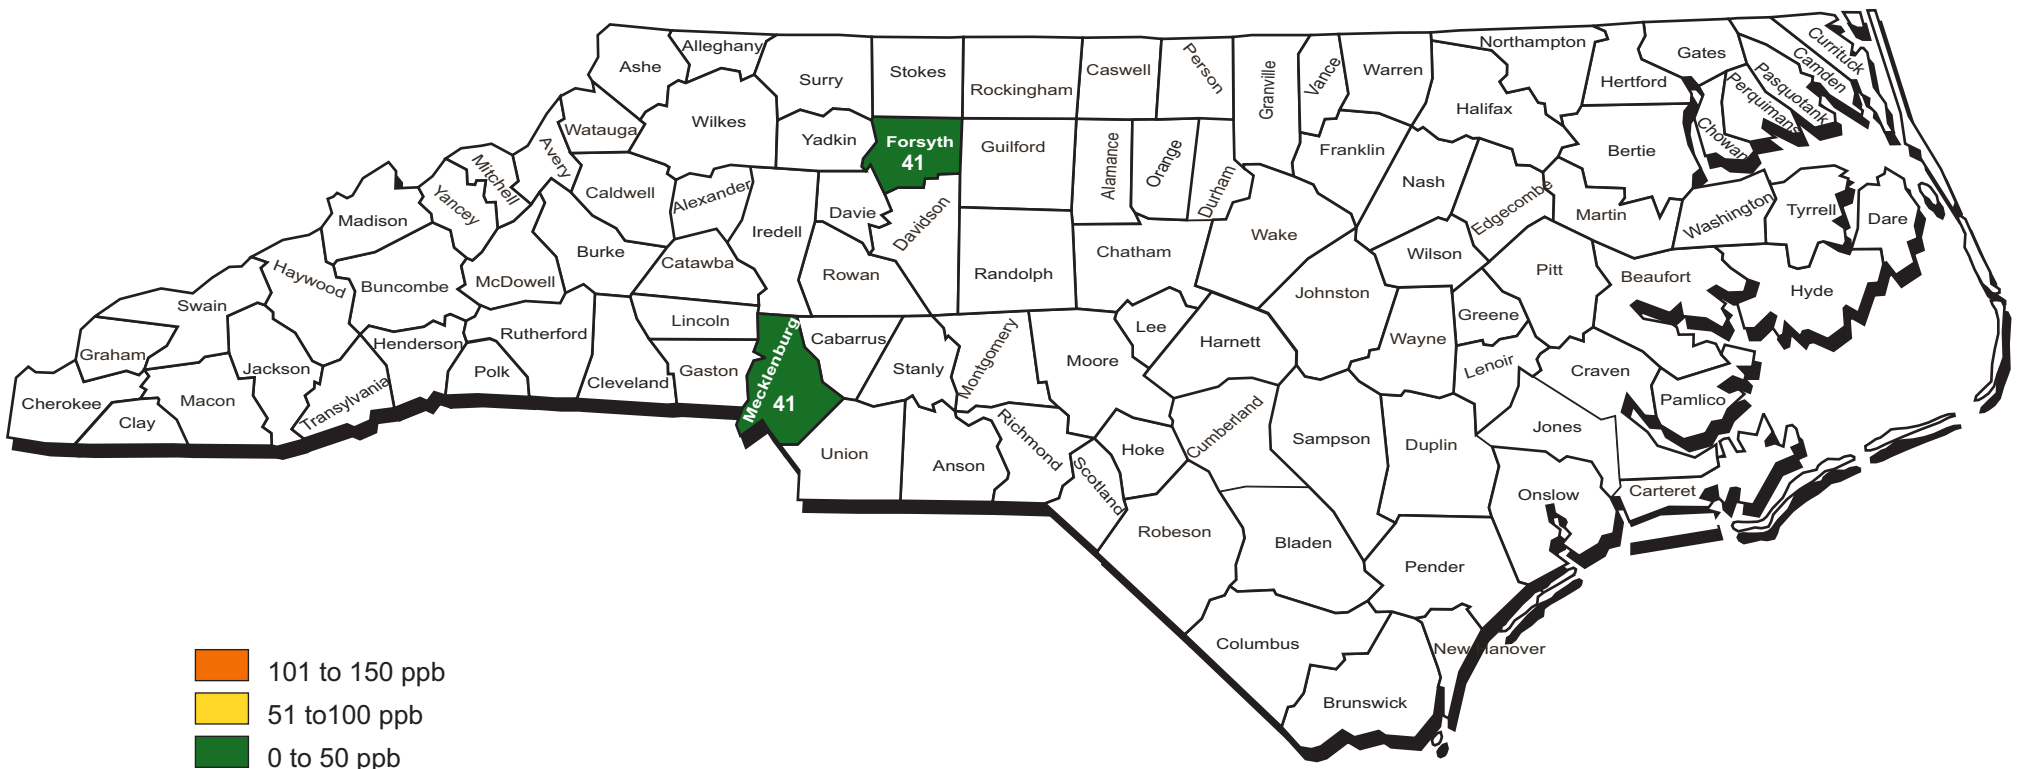 Alleghany
Ashe
Surry
Stokes
Rockingham
Caswell
Person
Granville
Vance
Warren
Northampton
Halifax
Hertford
Gates
Currituck
Camden
Pasquotank
Perquimans
Chowan
Watauga
Wilkes
Yadkin
Forsyth
41
Guilford
Alamance
Orange
Durham
Franklin
Nash
Edgecombe
Bertie
Martin
Washington
Tyrrell
Dare
Avery
Mitchell
Yancey
Madison
Caldwell
Alexander
Davie
Davidson
Iredell
Burke
Catawba
Rowan
Randolph
Chatham
Wake
Wilson
Johnston
Pitt
Beaufort
Hyde
Haywood
Buncombe
McDowell
Swain
Graham
Jackson
Henderson
Rutherford
Polk
Cleveland
Lincoln
Gaston
Mecklenburg
41
Cabarrus
Stanly
Montgomery
Moore
Lee
Harnett
Wayne
Greene
Lenoir
Craven
Pamlico
Cherokee
Clay
Macon
Transylvania
Union
Anson
Richmond
Scotland
Hoke
Cumberland
Sampson
Duplin
Jones
Onslow
Carteret
Robeson
Bladen
Pender
Columbus
New Hanover
Brunswick
101 to 150 ppb
51 to100 ppb
0 to 50 ppb